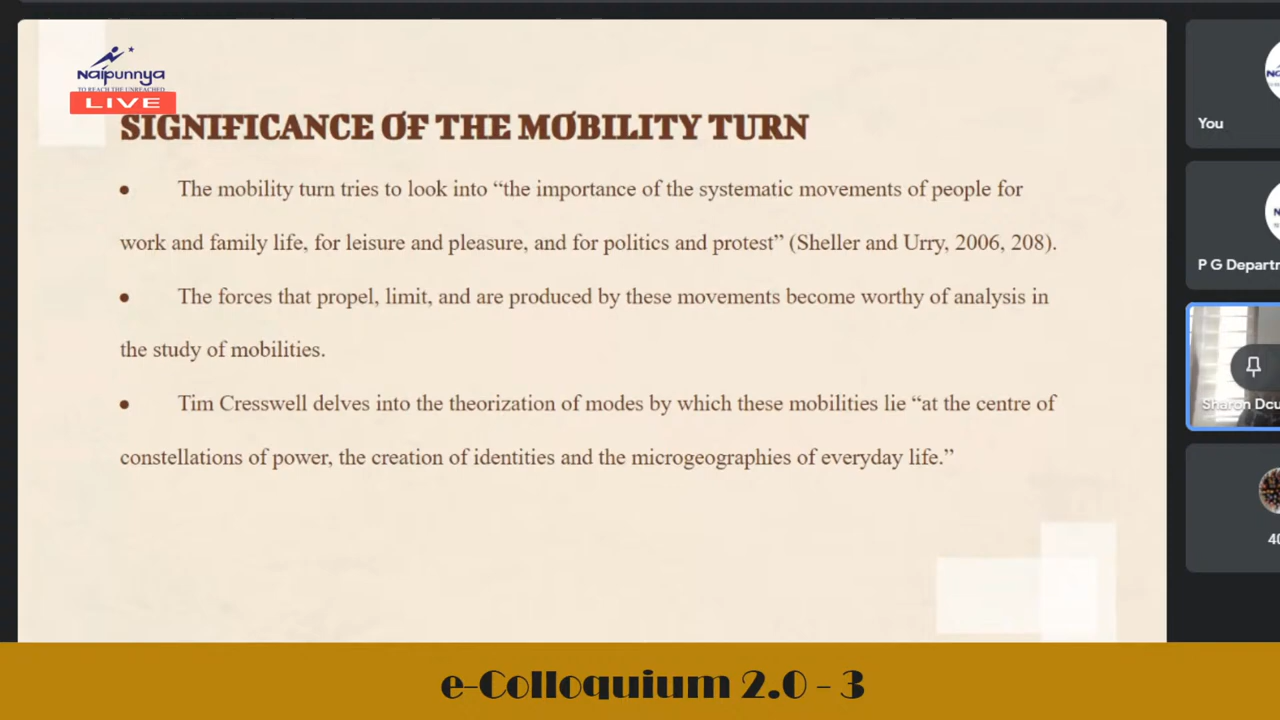 Naipunnya
TO REACH THE UNREACHED
LIVE
SIGNIFICANCE OF THE MOBILITY TURN
• The mobility turn tries to look into “the importance of the systematic movements of people for
work and family life, for leisure and pleasure, and for politics and protest” (Sheller and Urry, 2006, 208).
• The forces that propel, limit, and are produced by these movements become worthy of analysis in
the study of mobilities.
• Tim Cresswell delves into the theorization of modes by which these mobilities lie “at the centre of
constellations of power, the creation of identities and the microgeographies of everyday life.”
You
P G Departm
Sharon Dcu
40
e-Colloquium 2.0 - 3